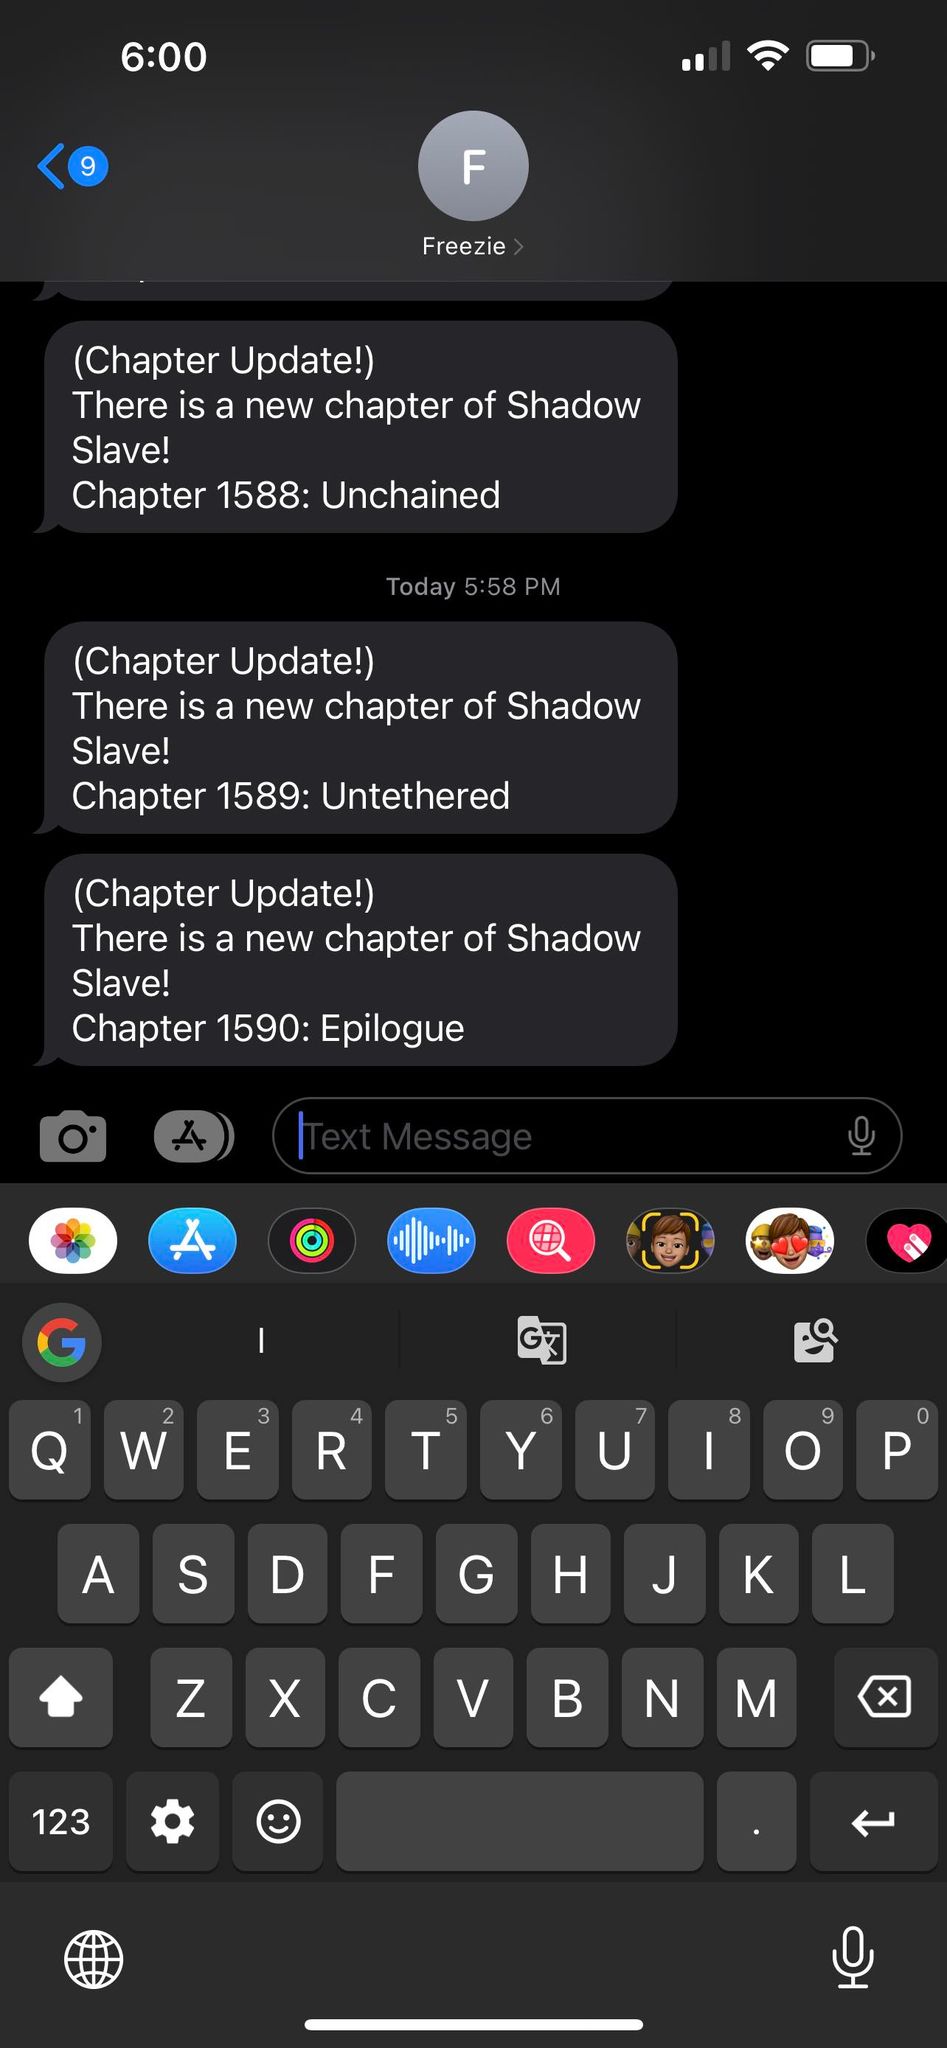 6:00
9
F
Freezie
(Chapter Update!)
There is a new chapter of Shadow
Slave!
Chapter 1588: Unchained
Today 5:58 PM
(Chapter Update!)
There is a new chapter of Shadow
Slave!
Chapter 1589: Untethered
(Chapter Update!)
There is a new chapter of Shadow
Slave!
Chapter 1590: Epilogue
Text Message
G I G文
1 2 3 4 5 6 7 8 9 0
Q W E R T Y U I O P
A S D F G H J K L
Z X C V B N M
123 .